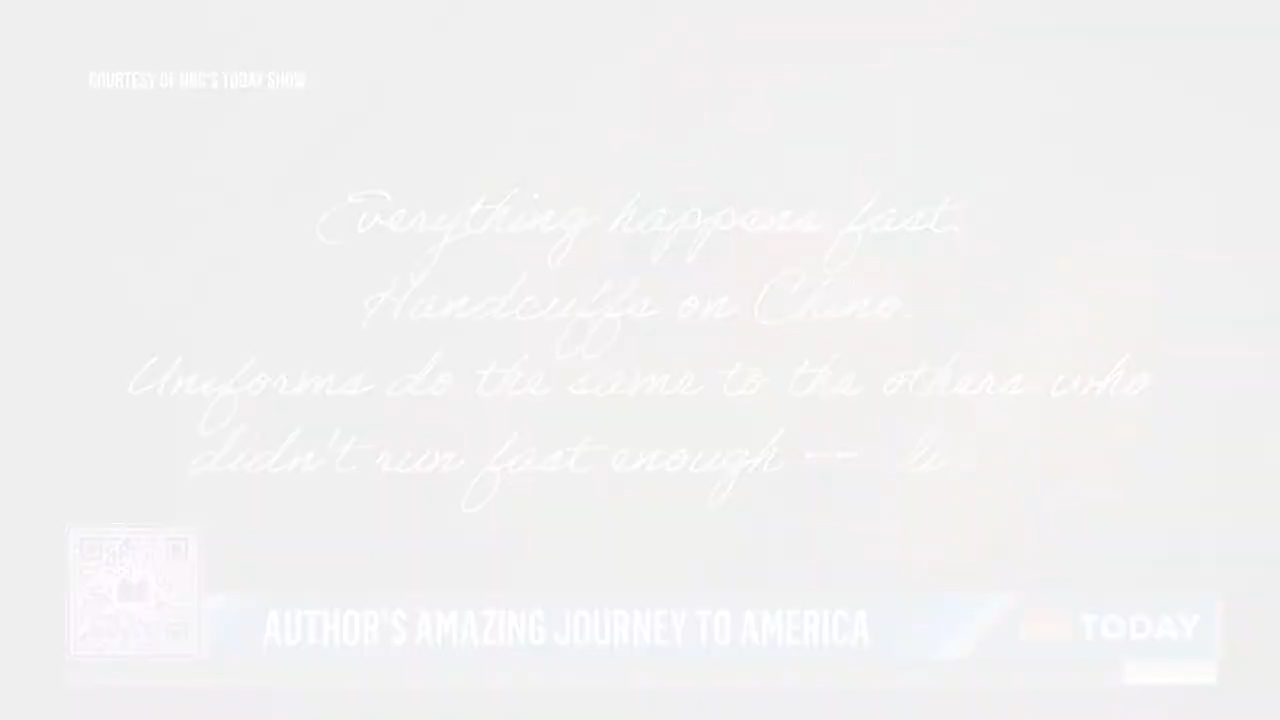 COURTESY OF NBC'S TODAY SHOW
Everything happens fast.
Handcuffs on Chino.
Uniforms do the same to the others who
didn't run fast enough --
AUTHOR'S AMAZING JOURNEY TO AMERICA
TODAY